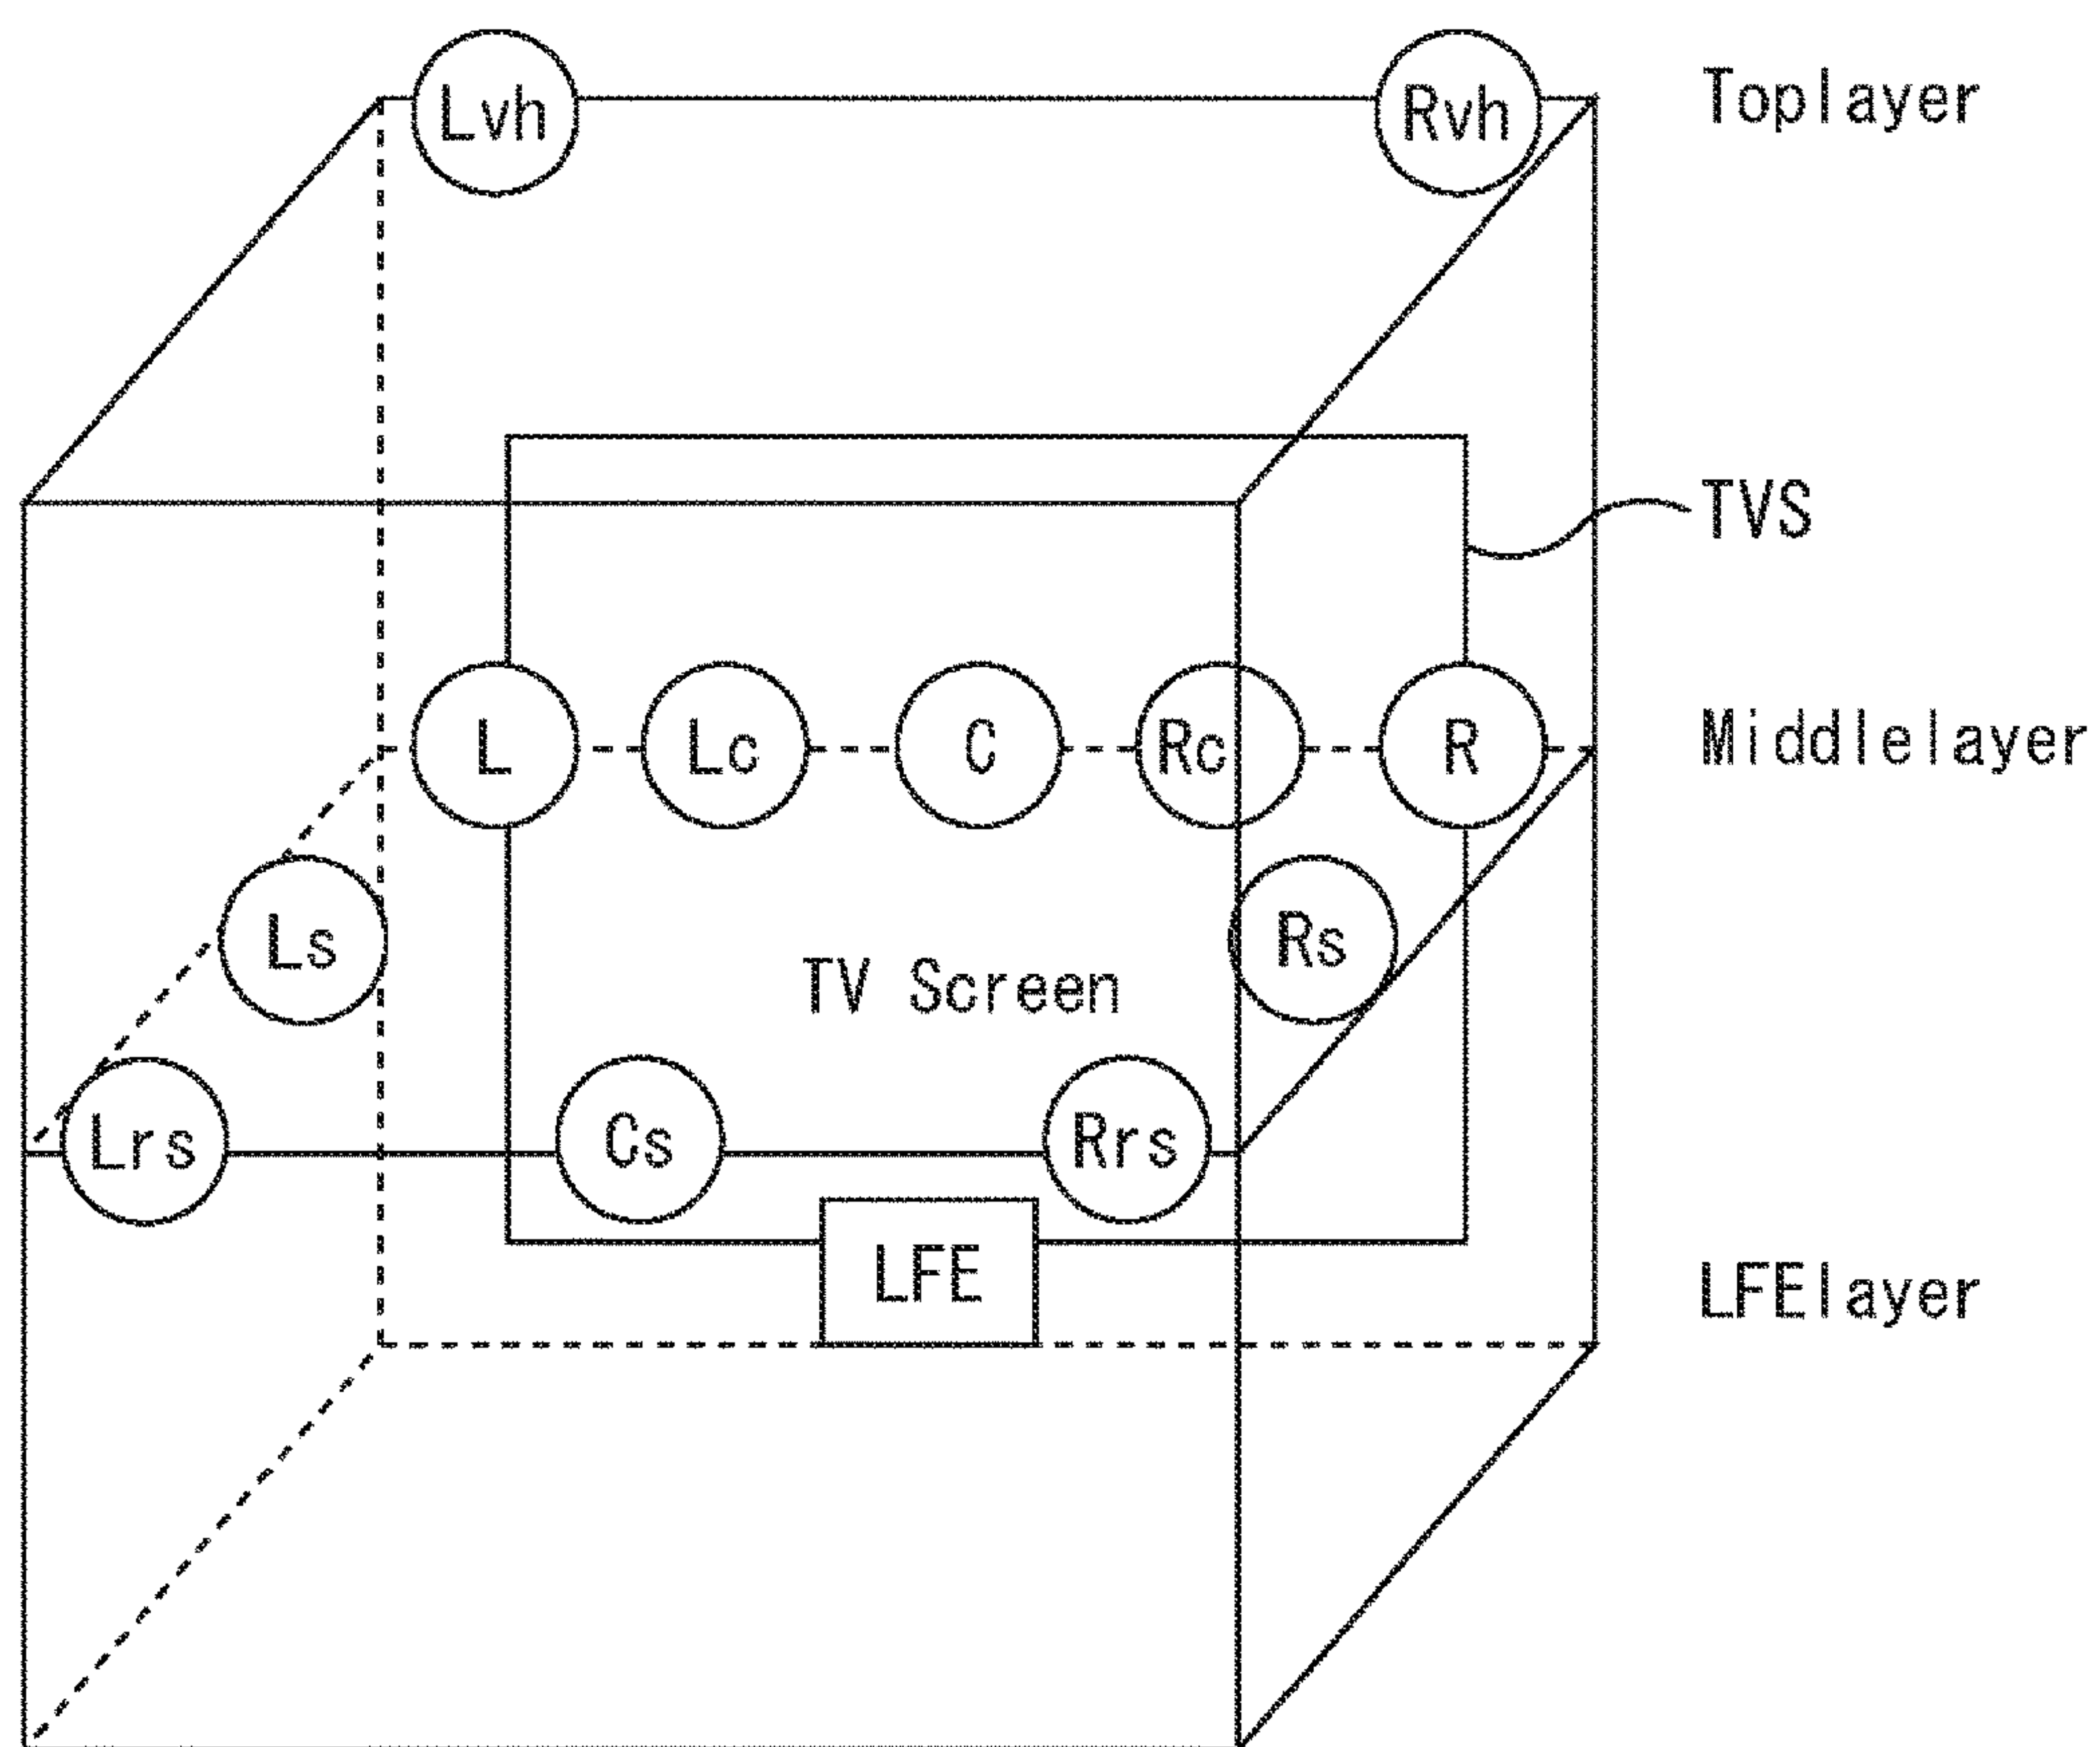 Lvh Rvh Toplayer
TVS
L Lc C Rc R Middlelayer
Ls Rs
TV Screen
Lrs Cs Rrs
LFE LFElayer